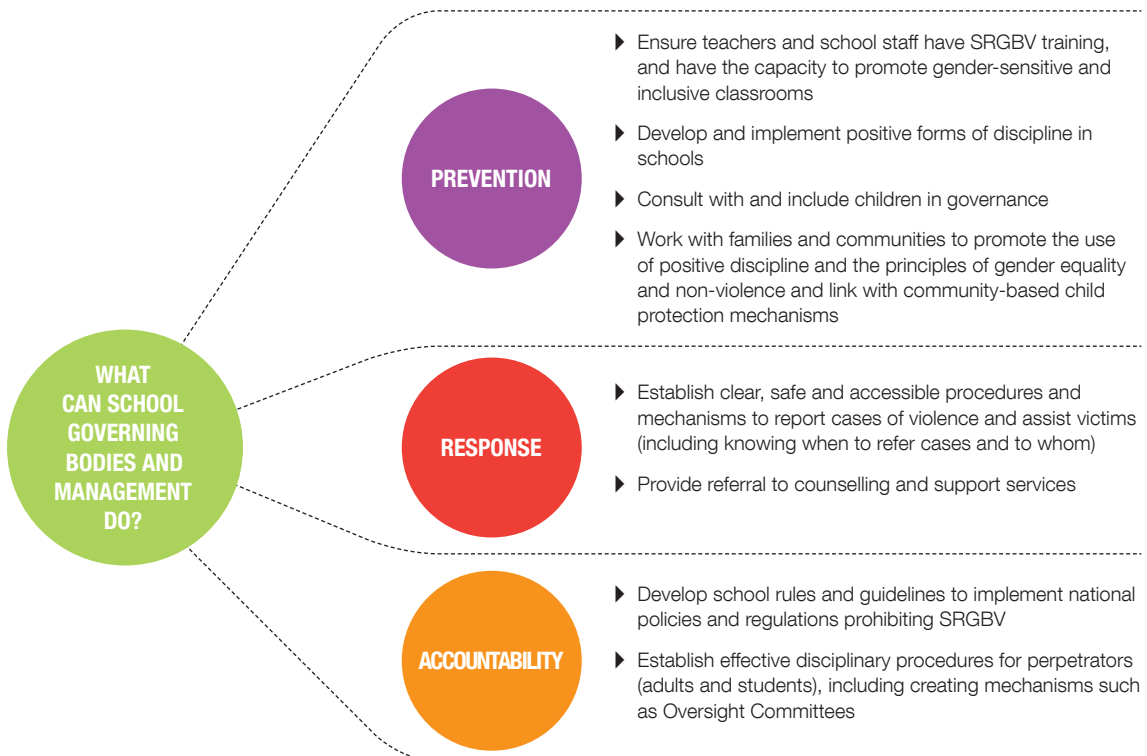 WHAT
CAN SCHOOL
GOVERNING
BODIES AND
MANAGEMENT
DO?
PREVENTION
▶ Ensure teachers and school staff have SRGBV training,
and have the capacity to promote gender-sensitive and
inclusive classrooms
▶ Develop and implement positive forms of discipline in
schools
▶ Consult with and include children in governance
▶ Work with families and communities to promote the use
of positive discipline and the principles of gender equality
and non-violence and link with community-based child
protection mechanisms
RESPONSE
▶ Establish clear, safe and accessible procedures and
mechanisms to report cases of violence and assist victims
(including knowing when to refer cases and to whom)
▶ Provide referral to counselling and support services
ACCOUNTABILITY
▶ Develop school rules and guidelines to implement national
policies and regulations prohibiting SRGBV
▶ Establish effective disciplinary procedures for perpetrators
(adults and students), including creating mechanisms such
as Oversight Committees